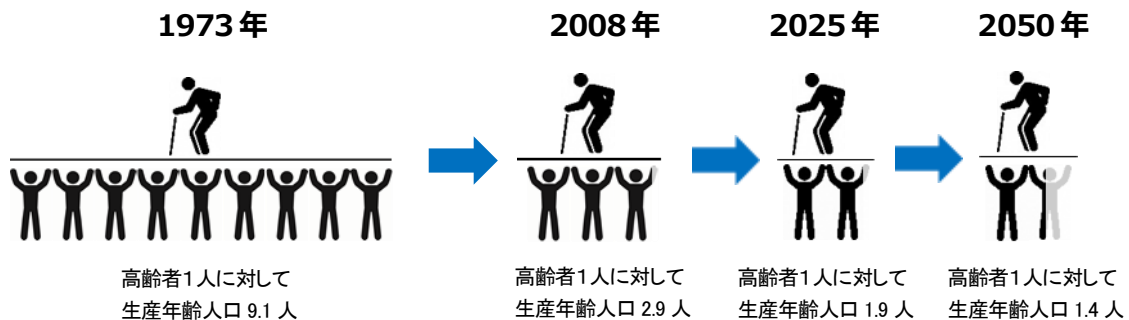 1973年
2008年
2025年
2050年
高齢者1人に対して
生産年齢人口 9.1 人
高齢者1人に対して
生産年齢人口 2.9 人
高齢者1人に対して
生産年齢人口 1.9 人
高齢者1人に対して
生産年齢人口 1.4 人